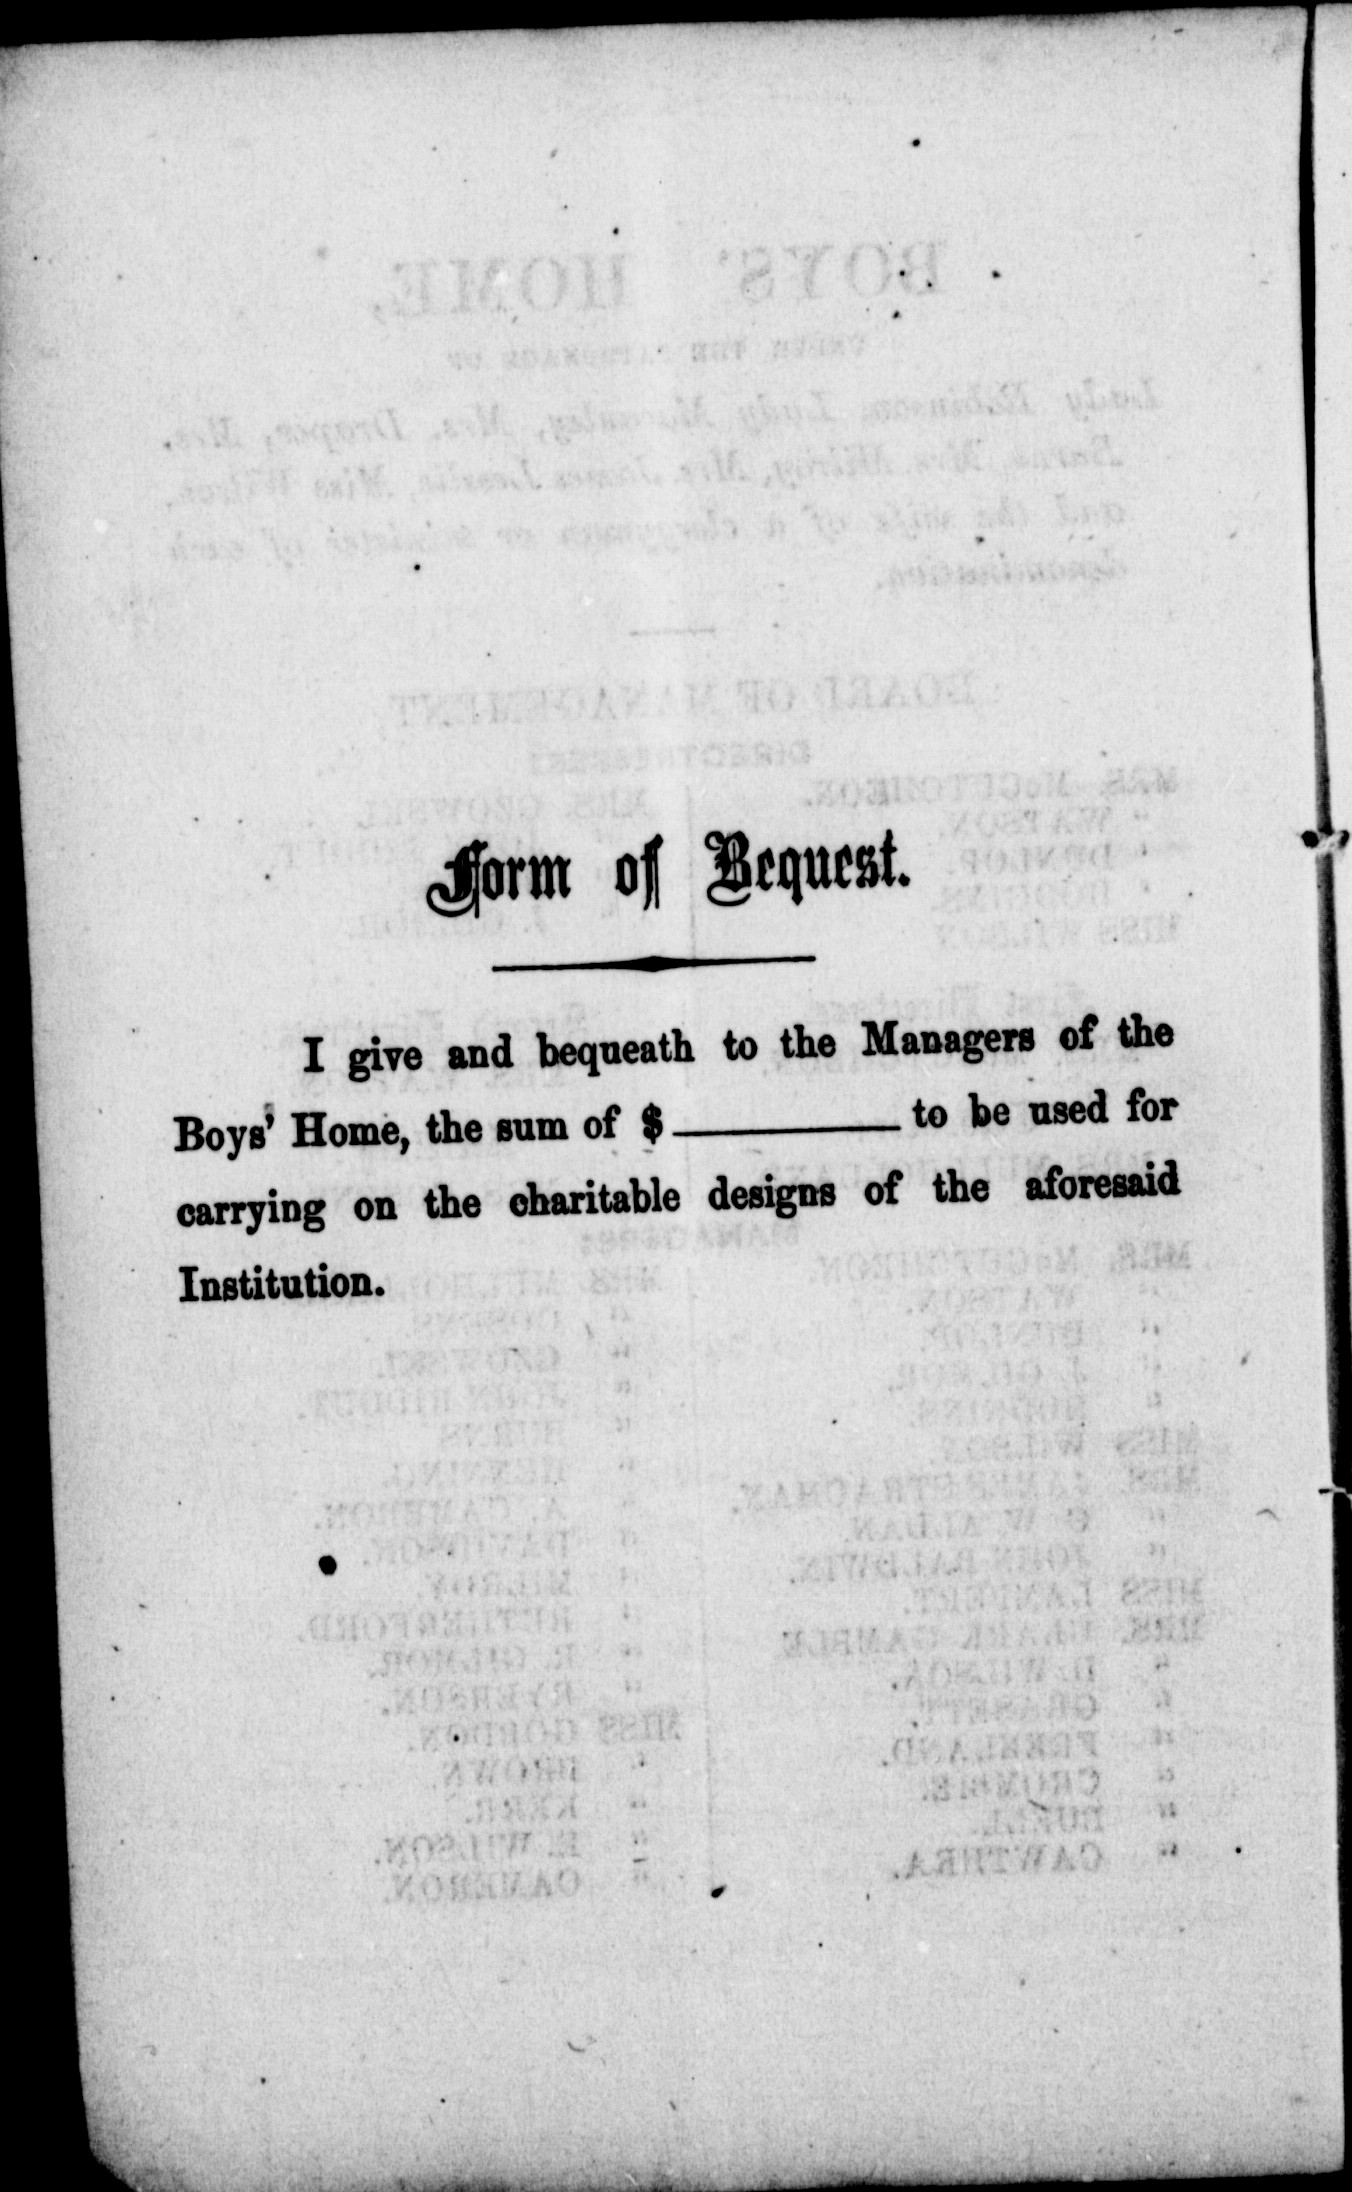 Form of Bequest.
I give and bequeath to the Managers of the
Boys' Home, the sum of $ __________ to be used for
carrying on the charitable designs of the aforesaid
Institution.